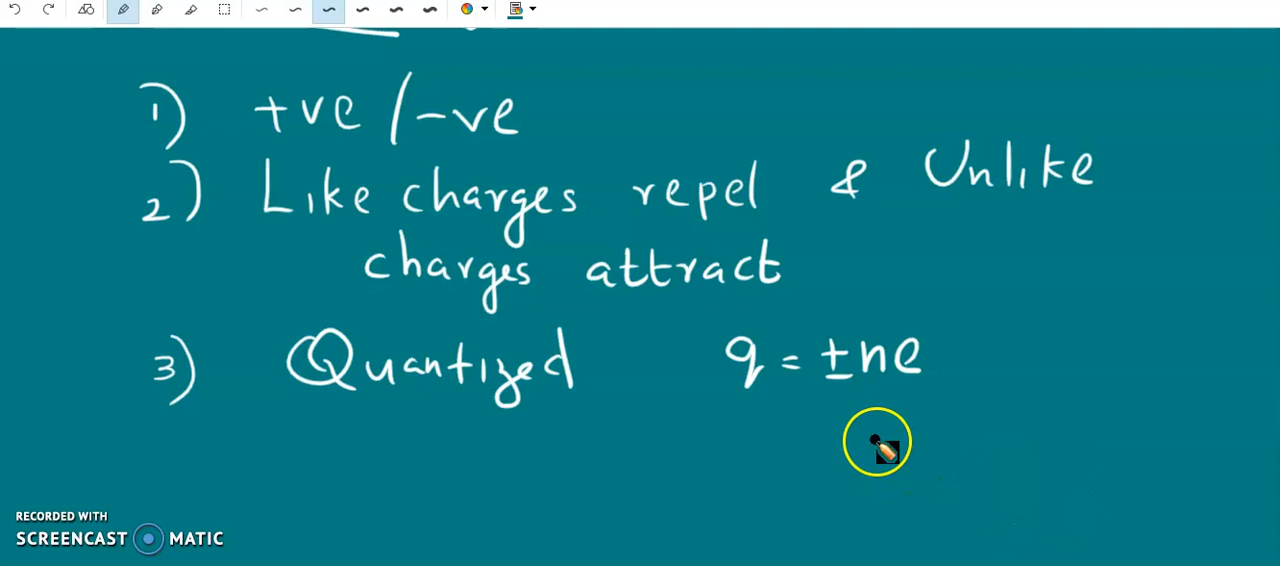 1) +ve / -ve
2) Like charges repel & Unlike
charges attract
3) Quantized q = ±ne
RECORDED WITH
SCREENCAST MATIC